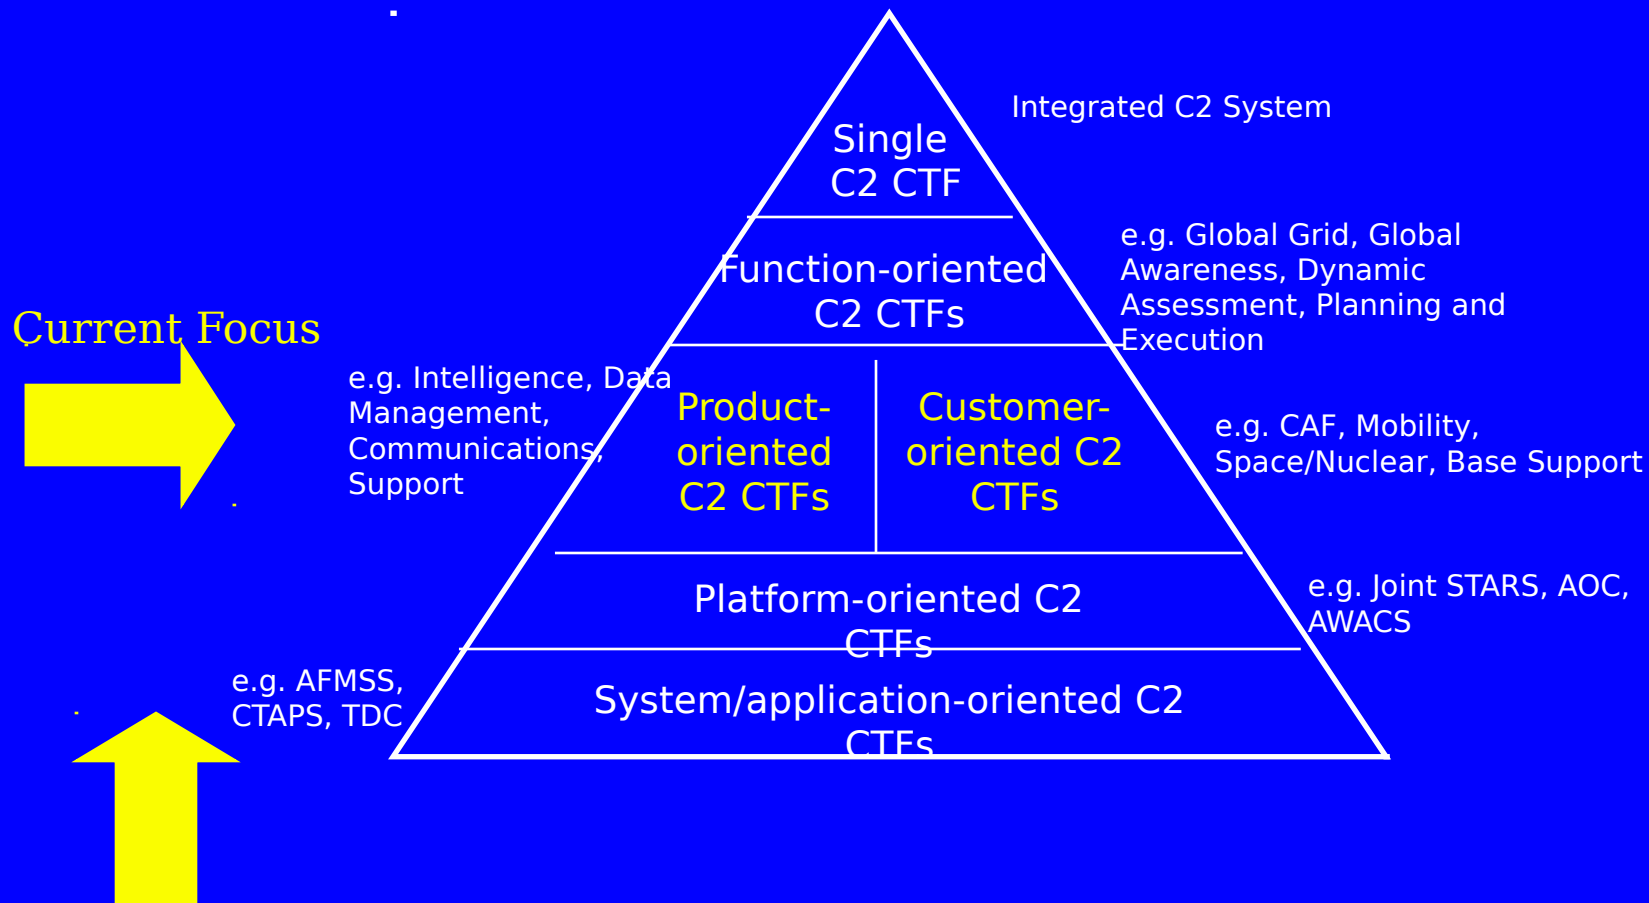 Integrated C2 System
Single
C2 CTF
e.g. Global Grid, Global
Awareness, Dynamic
Assessment, Planning and
Execution
Function-oriented
C2 CTFs
Current Focus
e.g. Intelligence, Data
Management,
Communications,
Support
Product-
oriented
C2 CTFs
Customer-
oriented C2
CTFs
e.g. CAF, Mobility,
Space/Nuclear, Base Support
Platform-oriented C2
CTFs
e.g. Joint STARS, AOC,
AWACS
e.g. AFMSS,
CTAPS, TDC
System/application-oriented C2
CTFs